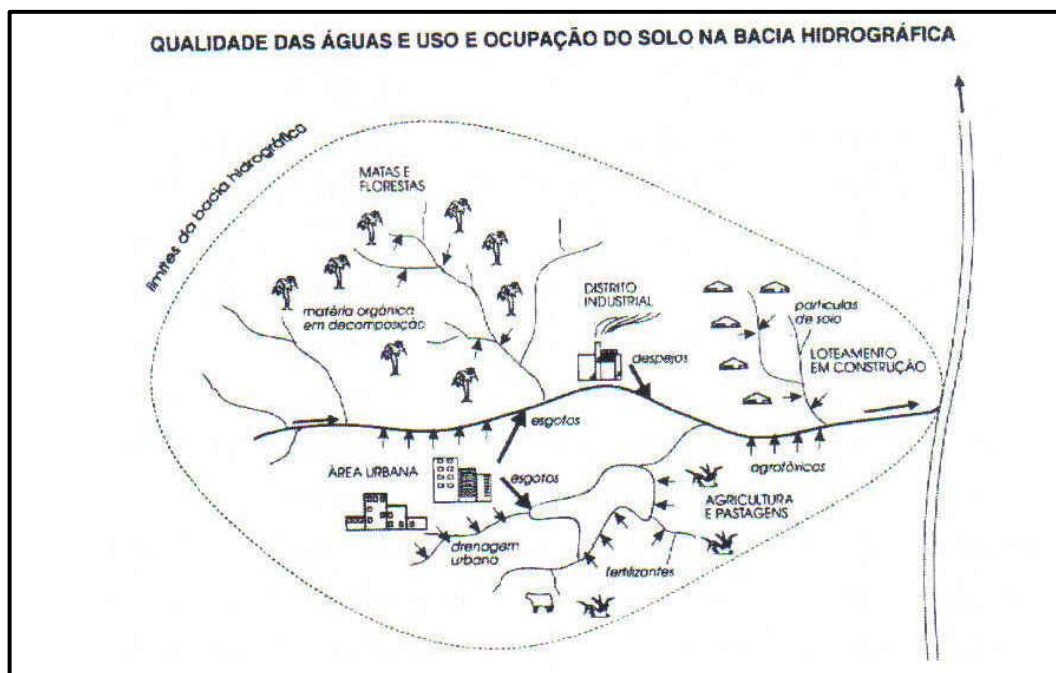 QUALIDADE DAS ÁGUAS E USO E OCUPAÇÃO DO SOLO NA BACIA HIDROGRÁFICA
limites da bacia hidrográfica
MATAS E
FLORESTAS
matéria orgânica
em decomposição
DISTRITO
INDUSTRIAL
despejos
partículas
de solo
LOTEAMENTO
EM CONSTRUÇÃO
esgotos
ÁREA URBANA
esgotos
agrotóxicos
AGRICULTURA
E PASTAGENS
drenagem
urbana
fertilizantes